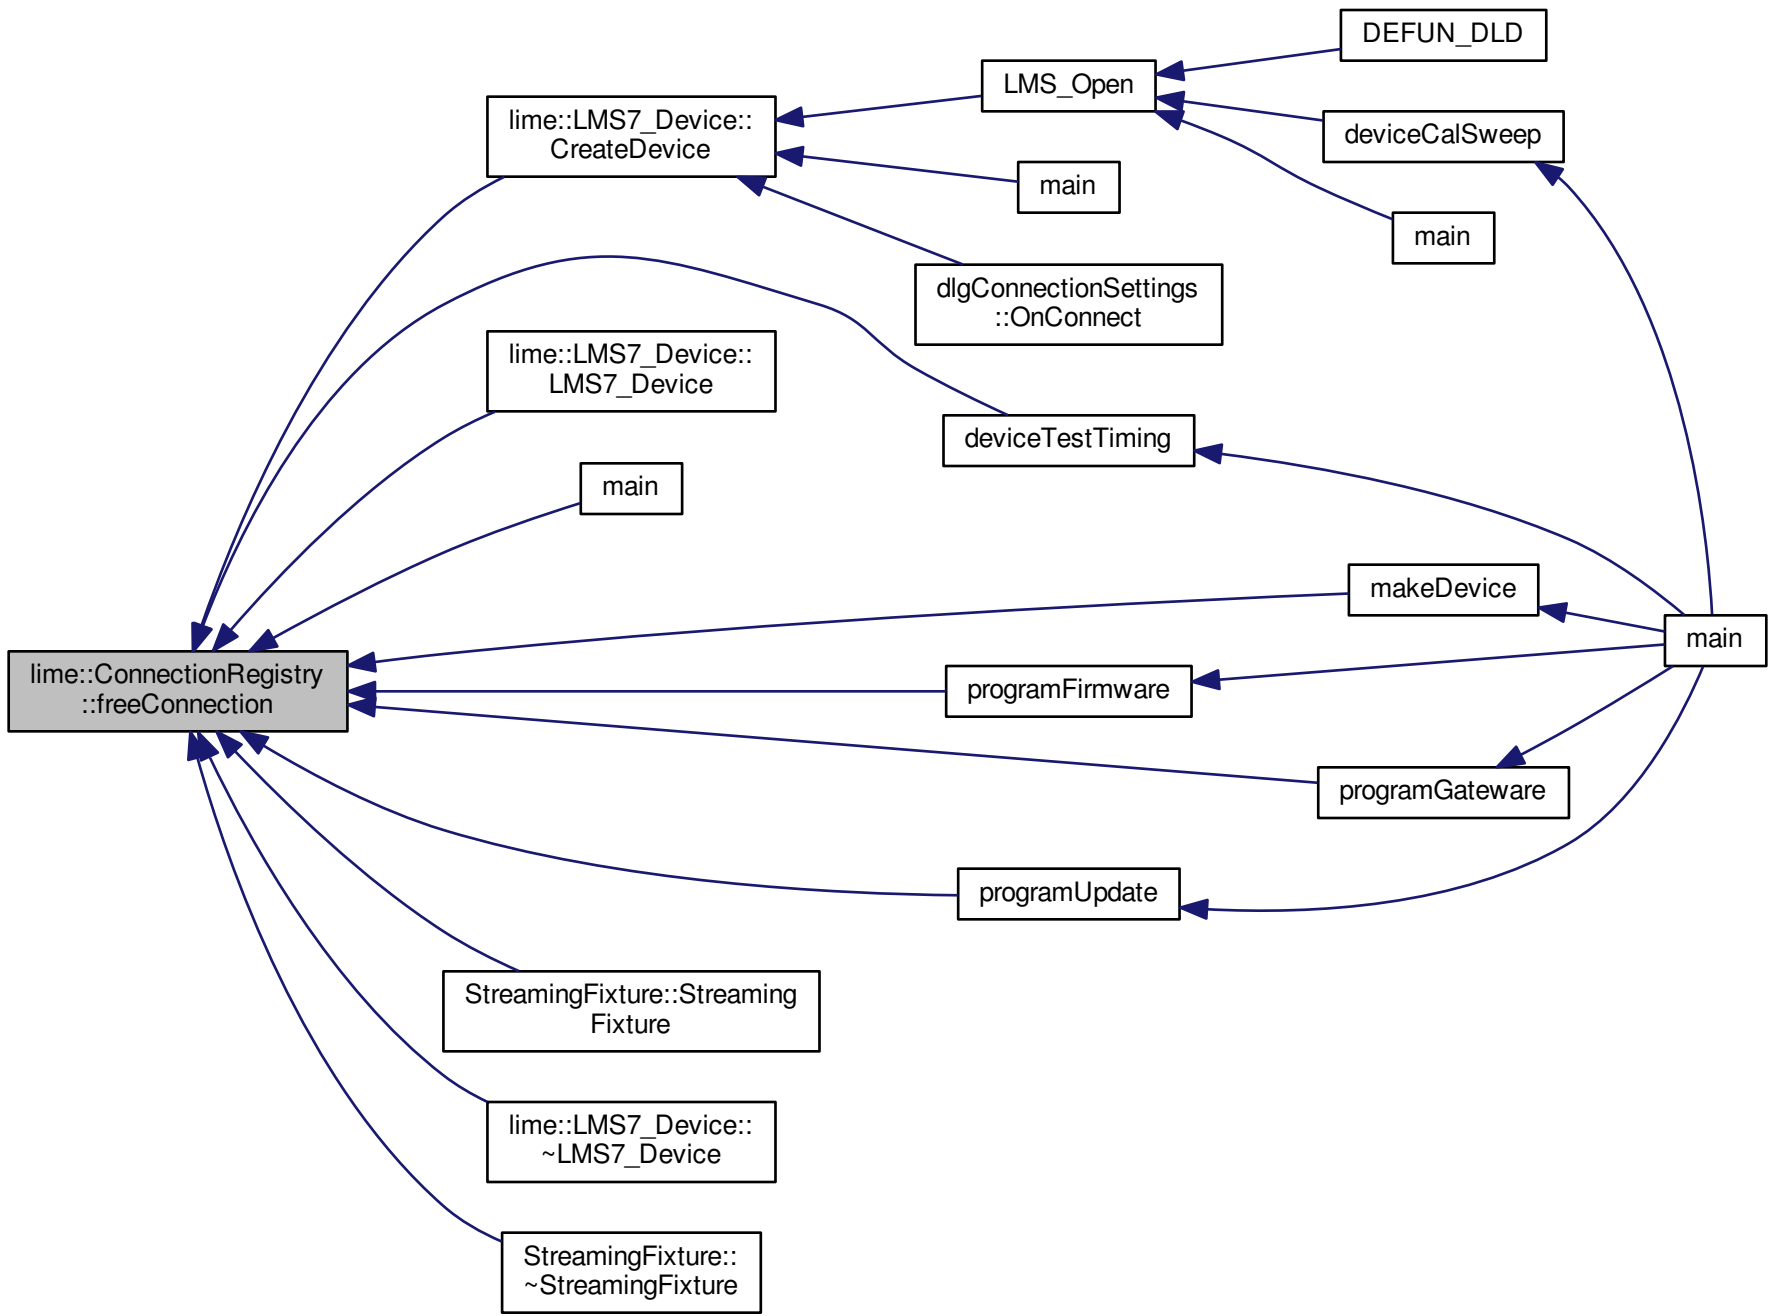 DEFUN_DLD
LMS_Open
lime::LMS7_Device::
CreateDevice
deviceCalSweep
main
main
dlgConnectionSettings
::OnConnect
lime::LMS7_Device::
LMS7_Device
deviceTestTiming
main
makeDevice
main
lime::ConnectionRegistry
::freeConnection
programFirmware
programGateware
programUpdate
StreamingFixture::Streaming
Fixture
lime::LMS7_Device::
~LMS7_Device
StreamingFixture::
~StreamingFixture